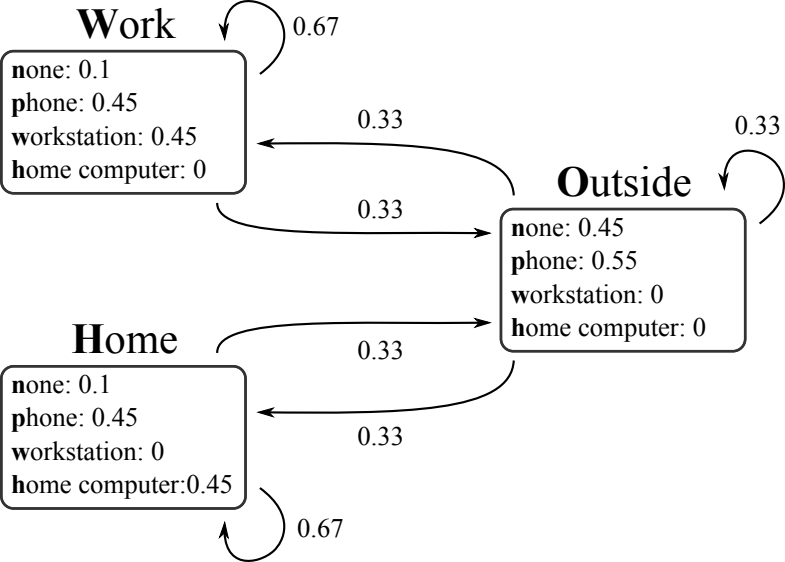 Work
0.67
none: 0.1
phone: 0.45
workstation: 0.45
home computer: 0
0.33
0.33
0.33
Outside
none: 0.45
phone: 0.55
workstation: 0
home computer: 0
0.33
0.33
Home
none: 0.1
phone: 0.45
workstation: 0
home computer:0.45
0.67